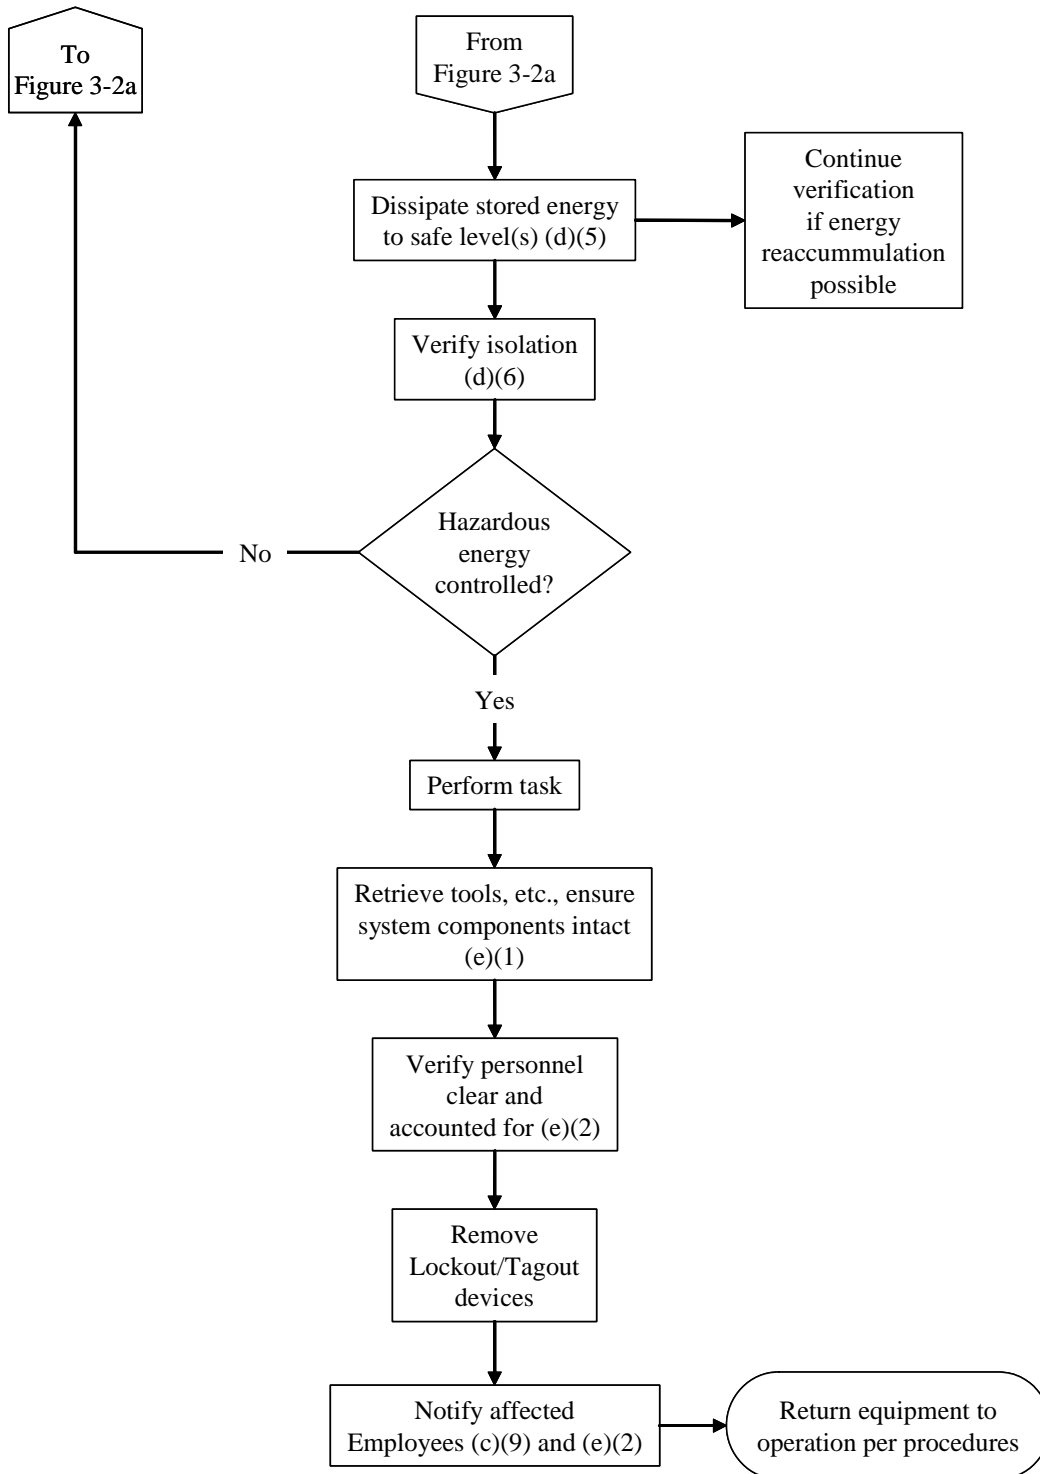 To
Figure 3-2a
From
Figure 3-2a
Dissipate stored energy
to safe level(s) (d)(5)
Continue
verification
if energy
reaccummulation
possible
Verify isolation
(d)(6)
Hazardous
energy
controlled?
No
Yes
Perform task
Retrieve tools, etc., ensure
system components intact
(e)(1)
Verify personnel
clear and
accounted for (e)(2)
Remove
Lockout/Tagout
devices
Notify affected
Employees (c)(9) and (e)(2)
Return equipment to
operation per procedures